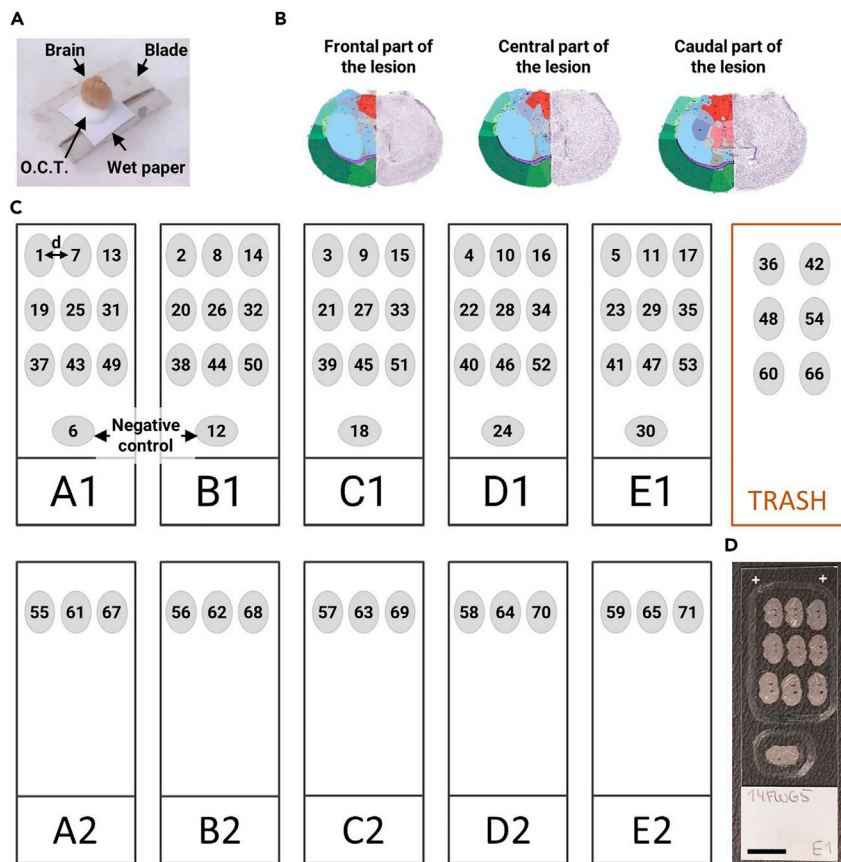 A
Brain
Blade
O.C.T.
Wet paper
B
Frontal part of
the lesion
Central part of
the lesion
Caudal part of
the lesion
C
d
1 7 13
19 25 31
37 43 49
6
A1
2 8 14
20 26 32
38 44 50
12
B1
Negative
control
3 9 15
21 27 33
39 45 51
18
C1
4 10 16
22 28 34
40 46 52
24
D1
5 11 17
23 29 35
41 47 53
30
E1
36 42
48 54
60 66
TRASH
55 61 67
A2
56 62 68
B2
57 63 69
C2
58 64 70
D2
59 65 71
E2
D
+ +
14FWG5
E1